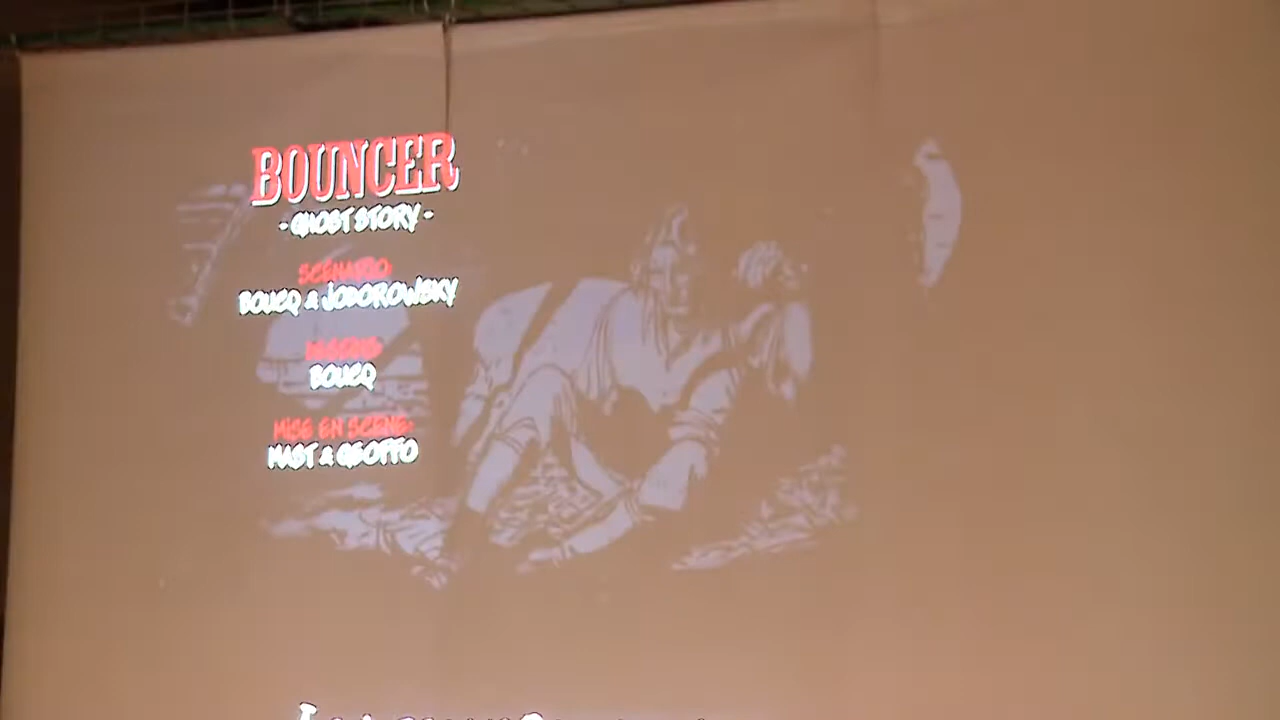 BOUNCER
- GHOST STORY -
SCENARIO
BOUCQ & JODOROWSKY
DESSINS
BOUCQ
MISE EN SCENE:
MAST & GEOFFO